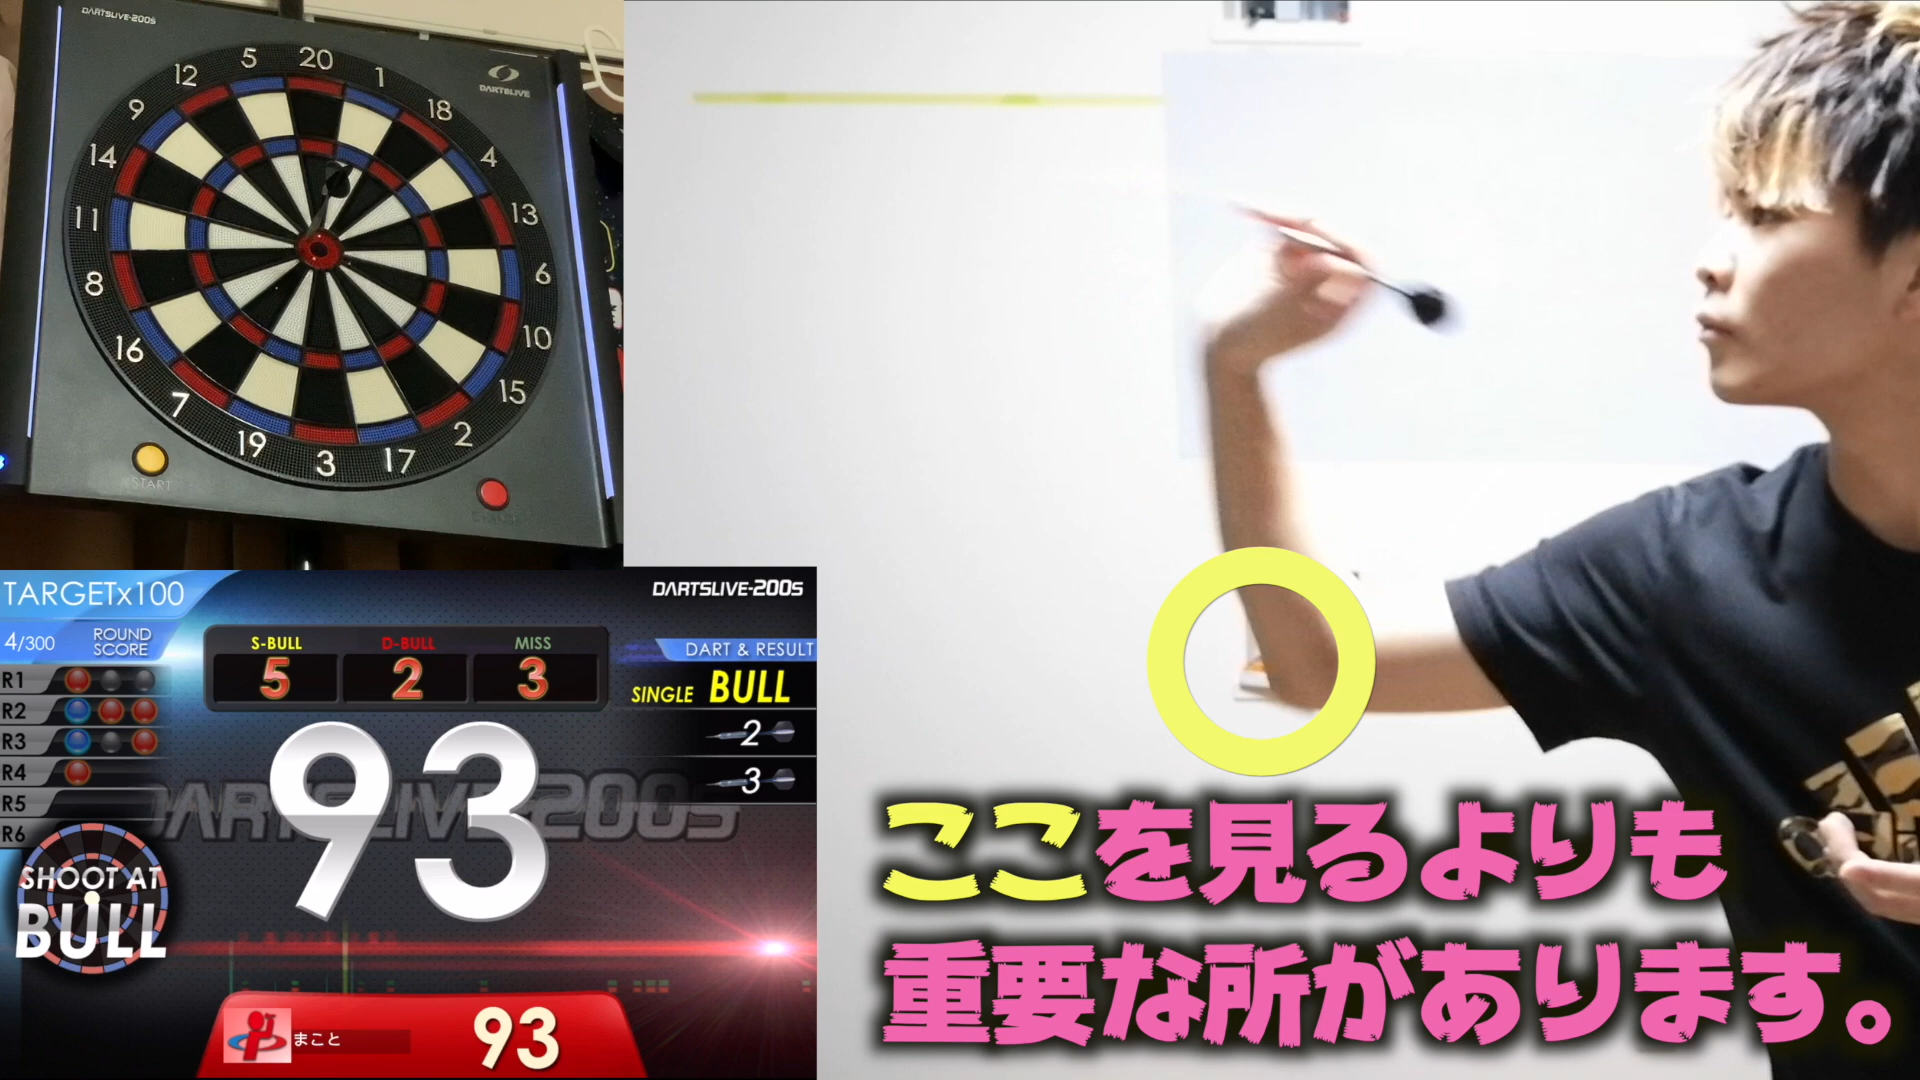 DARTSLIVE-200S
DARTSLIVE
20
1
18
4
13
6
10
15
2
17
3
19
7
16
8
11
14
9
12
5
START
TARGETx100
DARTSLIVE-200S
4/300
ROUND
SCORE
S-BULL
D-BULL
MISS
5
2
3
DART & RESULT
SINGLE BULL
2
3
R1
R2
R3
R4
R5
R6
93
DARTSLIVE-200S
SHOOT AT
BULL
まこと
93
ここを見るよりも
重要な所があります。